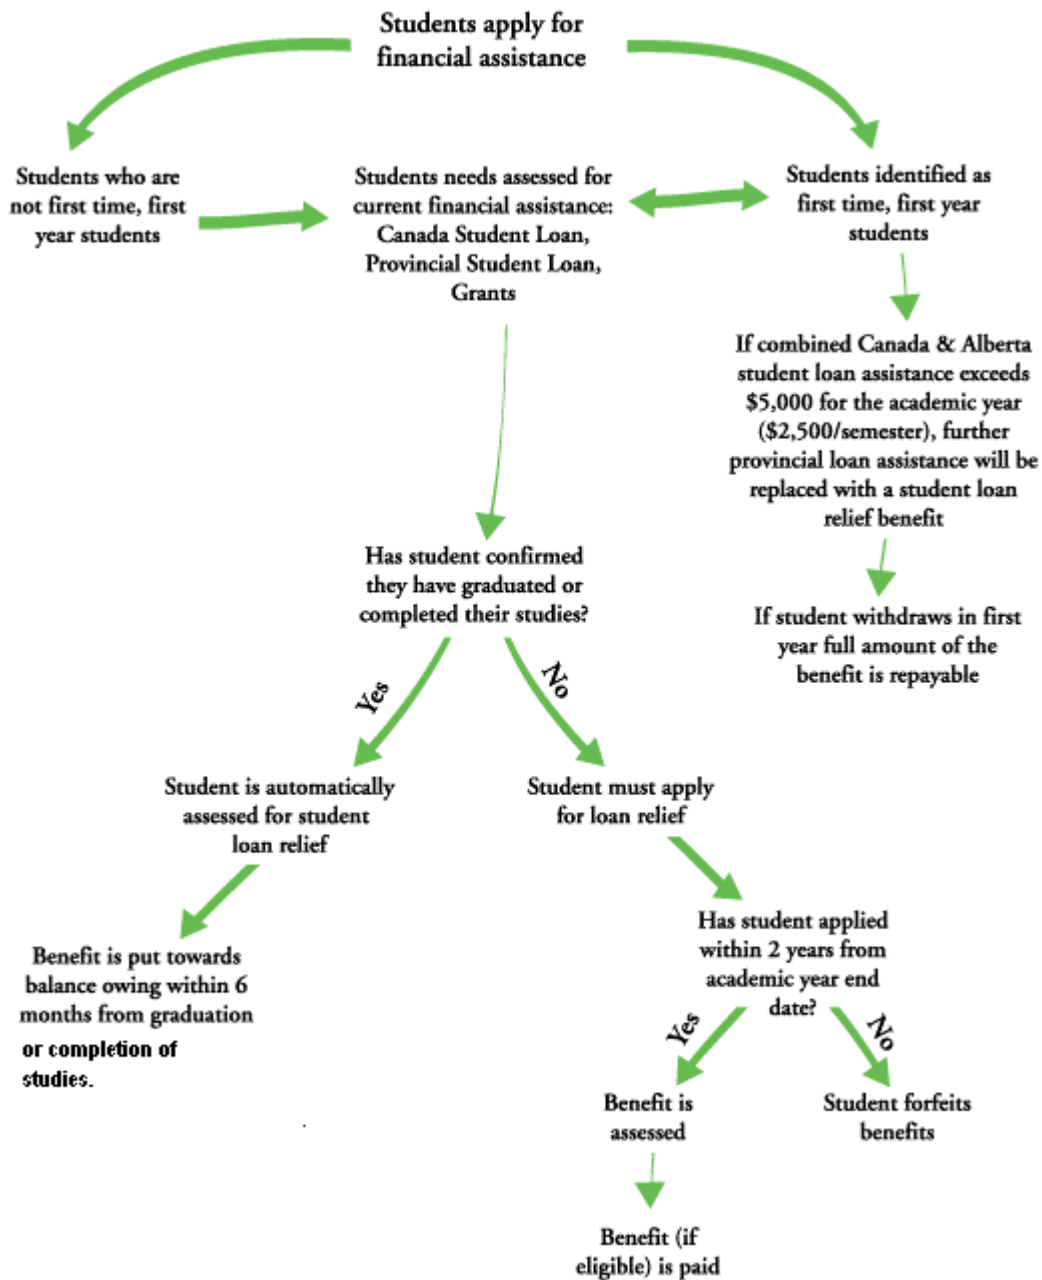 Students apply for
financial assistance
Students who are
not first time, first
year students
Students needs assessed for
current financial assistance:
Canada Student Loan,
Provincial Student Loan,
Grants
Students identified as
first time, first year
students
If combined Canada & Alberta
student loan assistance exceeds
$5,000 for the academic year
($2,500/semester), further
provincial loan assistance will be
replaced with a student loan
relief benefit
If student withdraws in first
year full amount of the
benefit is repayable
Has student confirmed
they have graduated or
completed their studies?
Yes
No
Student is automatically
assessed for student
loan relief
Benefit is put towards
balance owing within 6
months from graduation
or completion of
studies.
Student must apply
for loan relief
Has student applied
within 2 years from
academic year end
date?
Yes
No
Benefit is
assessed
Student forfeits
benefits
Benefit (if
eligible) is paid